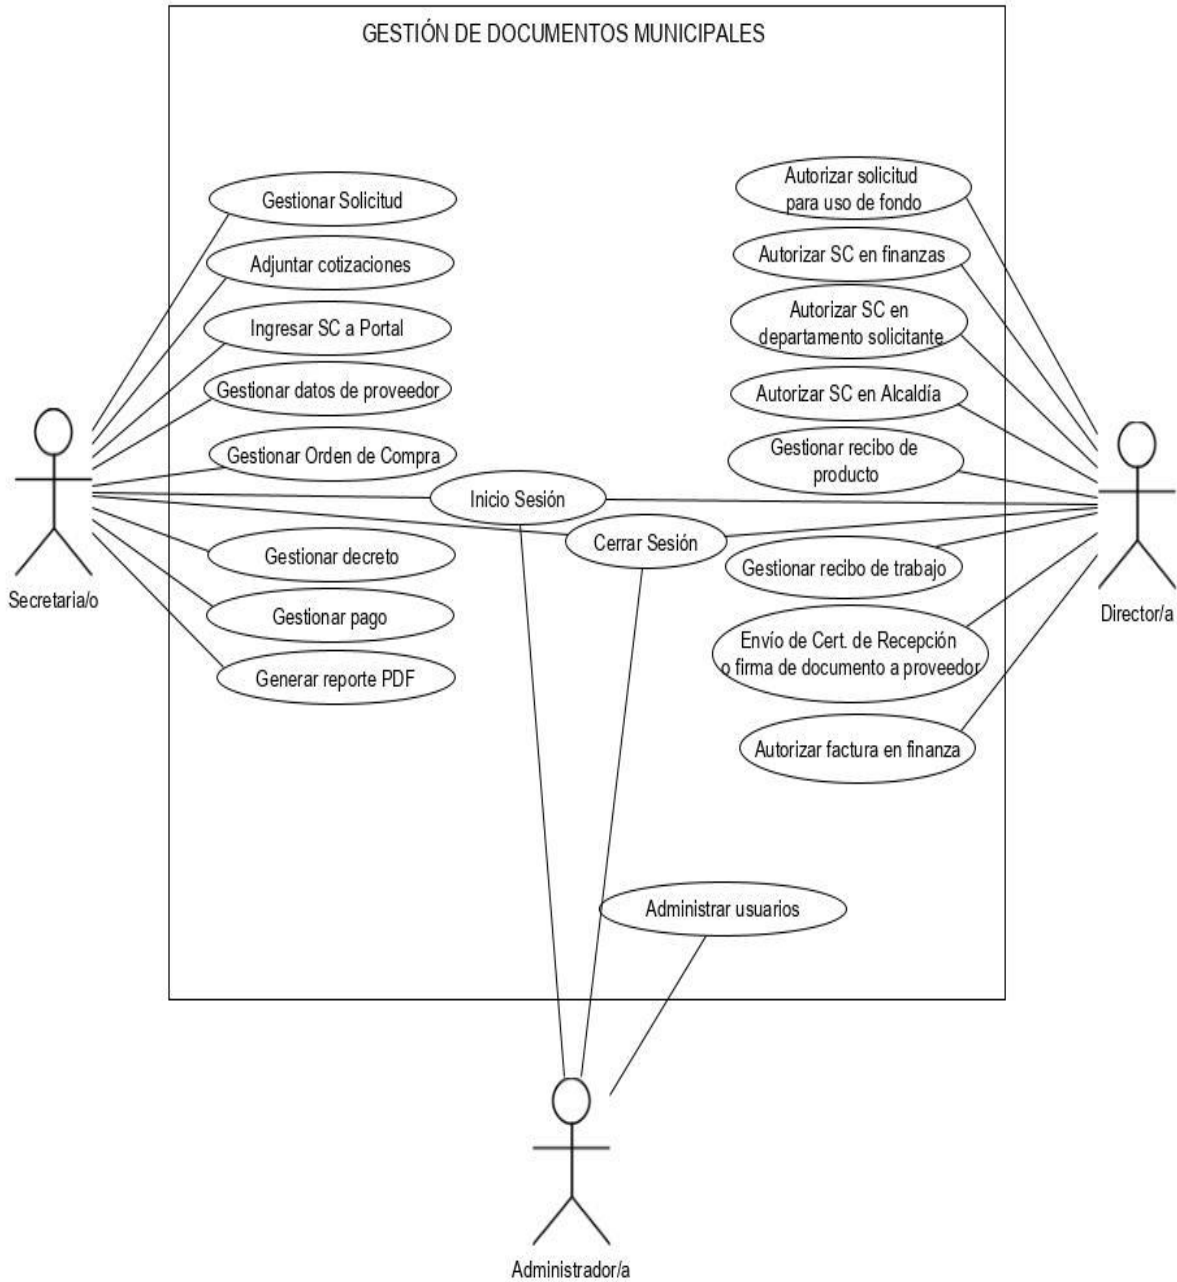 GESTIÓN DE DOCUMENTOS MUNICIPALES
Gestionar Solicitud
Adjuntar cotizaciones
Ingresar SC a Portal
Gestionar datos de proveedor
Gestionar Orden de Compra
Inicio Sesión
Cerrar Sesión
Gestionar decreto
Gestionar pago
Generar reporte PDF
Secretaria/o
Autorizar solicitud
para uso de fondo
Autorizar SC en finanzas
Autorizar SC en
departamento solicitante
Autorizar SC en Alcaldía
Gestionar recibo de
producto
Gestionar recibo de trabajo
Envío de Cert. de Recepción
o firma de documento a proveedor
Autorizar factura en finanza
Director/a
Administrar usuarios
Administrador/a